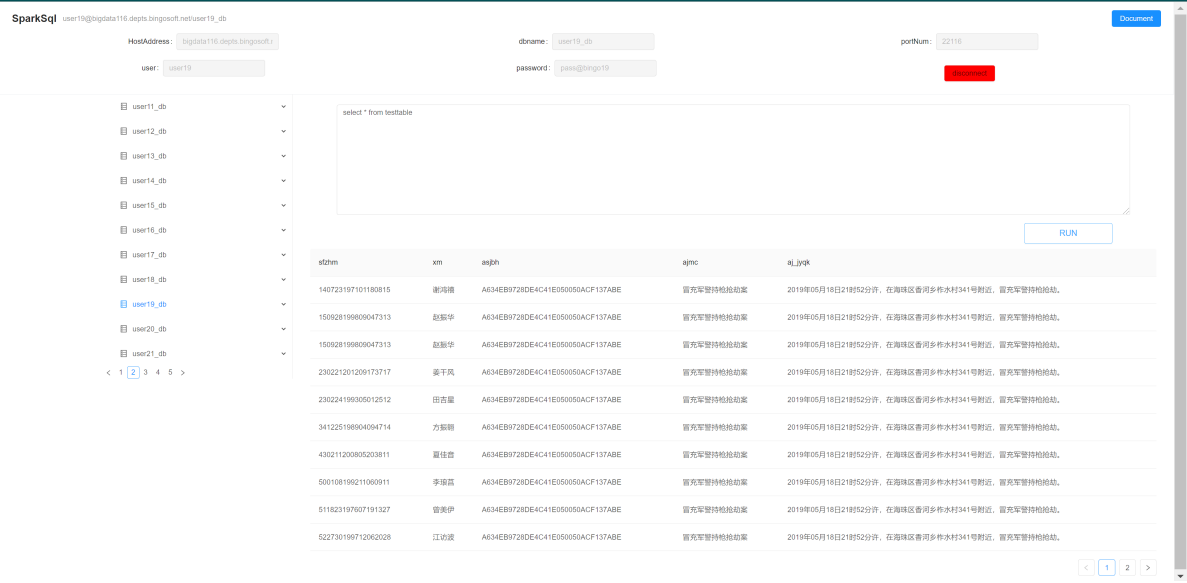 SparkSql user19@bigdata116.depts.bingosoft.net/user19_db Document
HostAddress: bigdata116.depts.bingosoft.r dbname: user19_db portNum: 22116
user: user19 password: pass@bingo19
user11_db
user12_db
user13_db
user14_db
user15_db
user16_db
user17_db
user18_db
user19_db
user20_db
user21_db
< 1 2 3 4 5 >
select * from testtable
RUN
sfzhm xm asjbh ajmc aj_jyqk
140723197101180815 谢鸿禧 A634EB9728DE4C41E050050ACF137ABE 冒充军警持枪抢劫案 2019年05月18日21时52分许，在海珠区香河乡柞水村341号附近，冒充军警持枪抢劫。
150928199809047313 赵振华 A634EB9728DE4C41E050050ACF137ABE 冒充军警持枪抢劫案 2019年05月18日21时52分许，在海珠区香河乡柞水村341号附近，冒充军警持枪抢劫。
150928199809047313 赵振华 A634EB9728DE4C41E050050ACF137ABE 冒充军警持枪抢劫案 2019年05月18日21时52分许，在海珠区香河乡柞水村341号附近，冒充军警持枪抢劫。
230221201209173717 姜干风 A634EB9728DE4C41E050050ACF137ABE 冒充军警持枪抢劫案 2019年05月18日21时52分许，在海珠区香河乡柞水村341号附近，冒充军警持枪抢劫。
230224199305012512 田吉星 A634EB9728DE4C41E050050ACF137ABE 冒充军警持枪抢劫案 2019年05月18日21时52分许，在海珠区香河乡柞水村341号附近，冒充军警持枪抢劫。
341225198904094714 A634EB9728DE4C41E050050ACF137ABE 冒充军警持枪抢劫案 2019年05月18日21时52分许，在海珠区香河乡柞水村341号附近，冒充军警持枪抢劫。
430211200805203811 夏佳音 A634EB9728DE4C41E050050ACF137ABE 冒充军警持枪抢劫案 2019年05月18日21时52分许，在海珠区香河乡柞水村341号附近，冒充军警持枪抢劫。
500108199211060911 A634EB9728DE4C41E050050ACF137ABE 冒充军警持枪抢劫案 2019年05月18日21时52分许，在海珠区香河乡柞水村341号附近，冒充军警持枪抢劫。
511823197607191327 曾美伊 A634EB9728DE4C41E050050ACF137ABE 冒充军警持枪抢劫案 2019年05月18日21时52分许，在海珠区香河乡柞水村341号附近，冒充军警持枪抢劫。
522730199712062028 江访波 A634EB9728DE4C41E050050ACF137ABE 冒充军警持枪抢劫案 2019年05月18日21时52分许，在海珠区香河乡柞水村341号附近，冒充军警持枪抢劫。
< 1 2 >